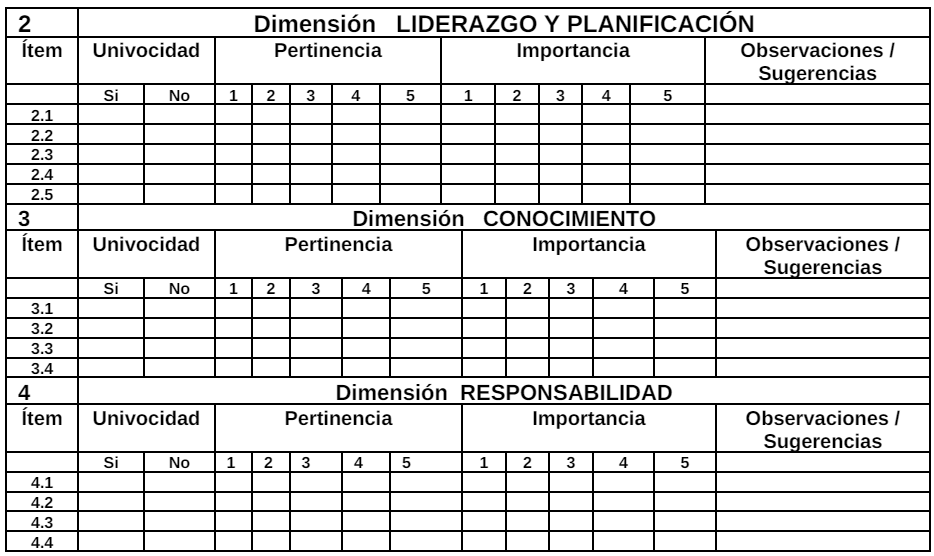 2 Dimensión LIDERAZGO Y PLANIFICACIÓN
Ítem Univocidad Pertinencia Importancia Observaciones /
Sugerencias
Si No 1 2 3 4 5 1 2 3 4 5
2.1
2.2
2.3
2.4
2.5
3 Dimensión CONOCIMIENTO
Ítem Univocidad Pertinencia Importancia Observaciones /
Sugerencias
Si No 1 2 3 4 5 1 2 3 4 5
3.1
3.2
3.3
3.4
4 Dimensión RESPONSABILIDAD
Ítem Univocidad Pertinencia Importancia Observaciones /
Sugerencias
Si No 1 2 3 4 5 1 2 3 4 5
4.1
4.2
4.3
4.4